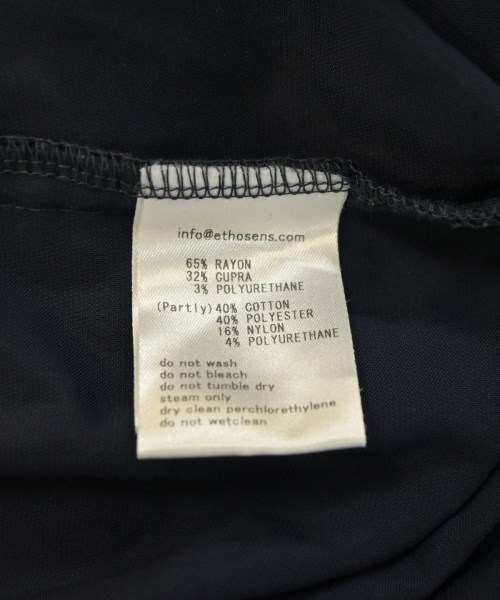 info@ethosens.com
65% RAYON
32% CUPRA
3% POLYURETHANE
(Partly) 40% COTTON
40% POLYESTER
16% NYLON
4% POLYURETHANE
do not wash
do not bleach
do not tumble dry
steam only
dry clean perchlorethylene
do not wetclean